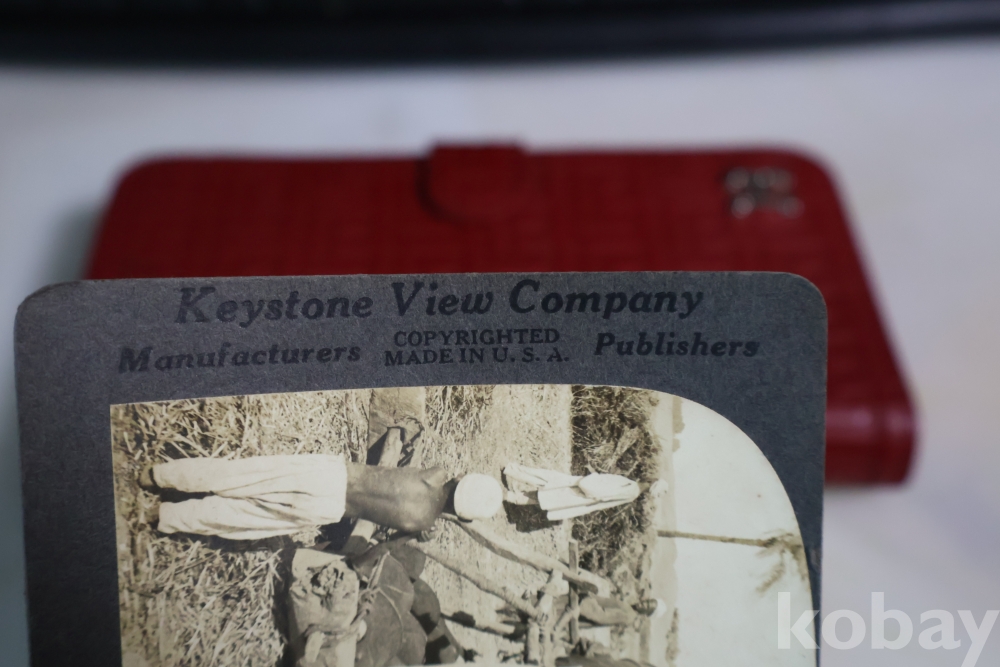 Keystone View Company
Manufacturers COPYRIGHTED MADE IN U. S. A. Publishers
kobay